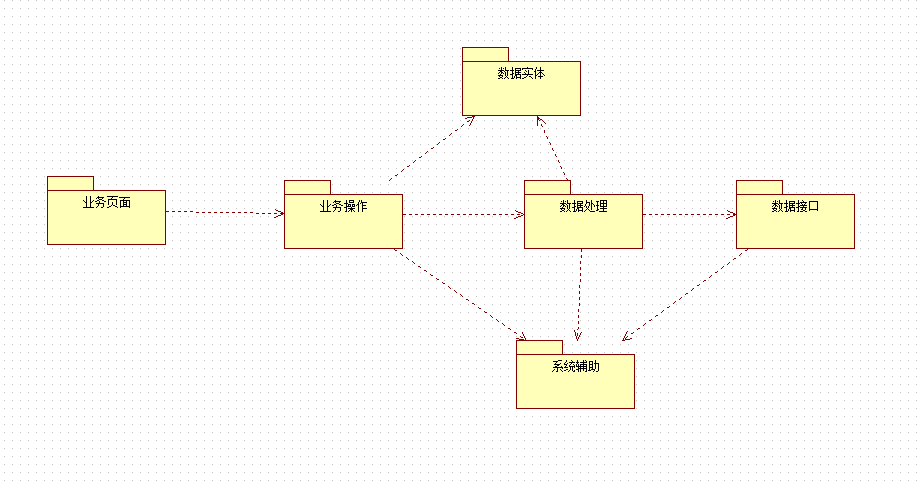 数据实体
业务页面
业务操作
数据处理
数据接口
系统辅助